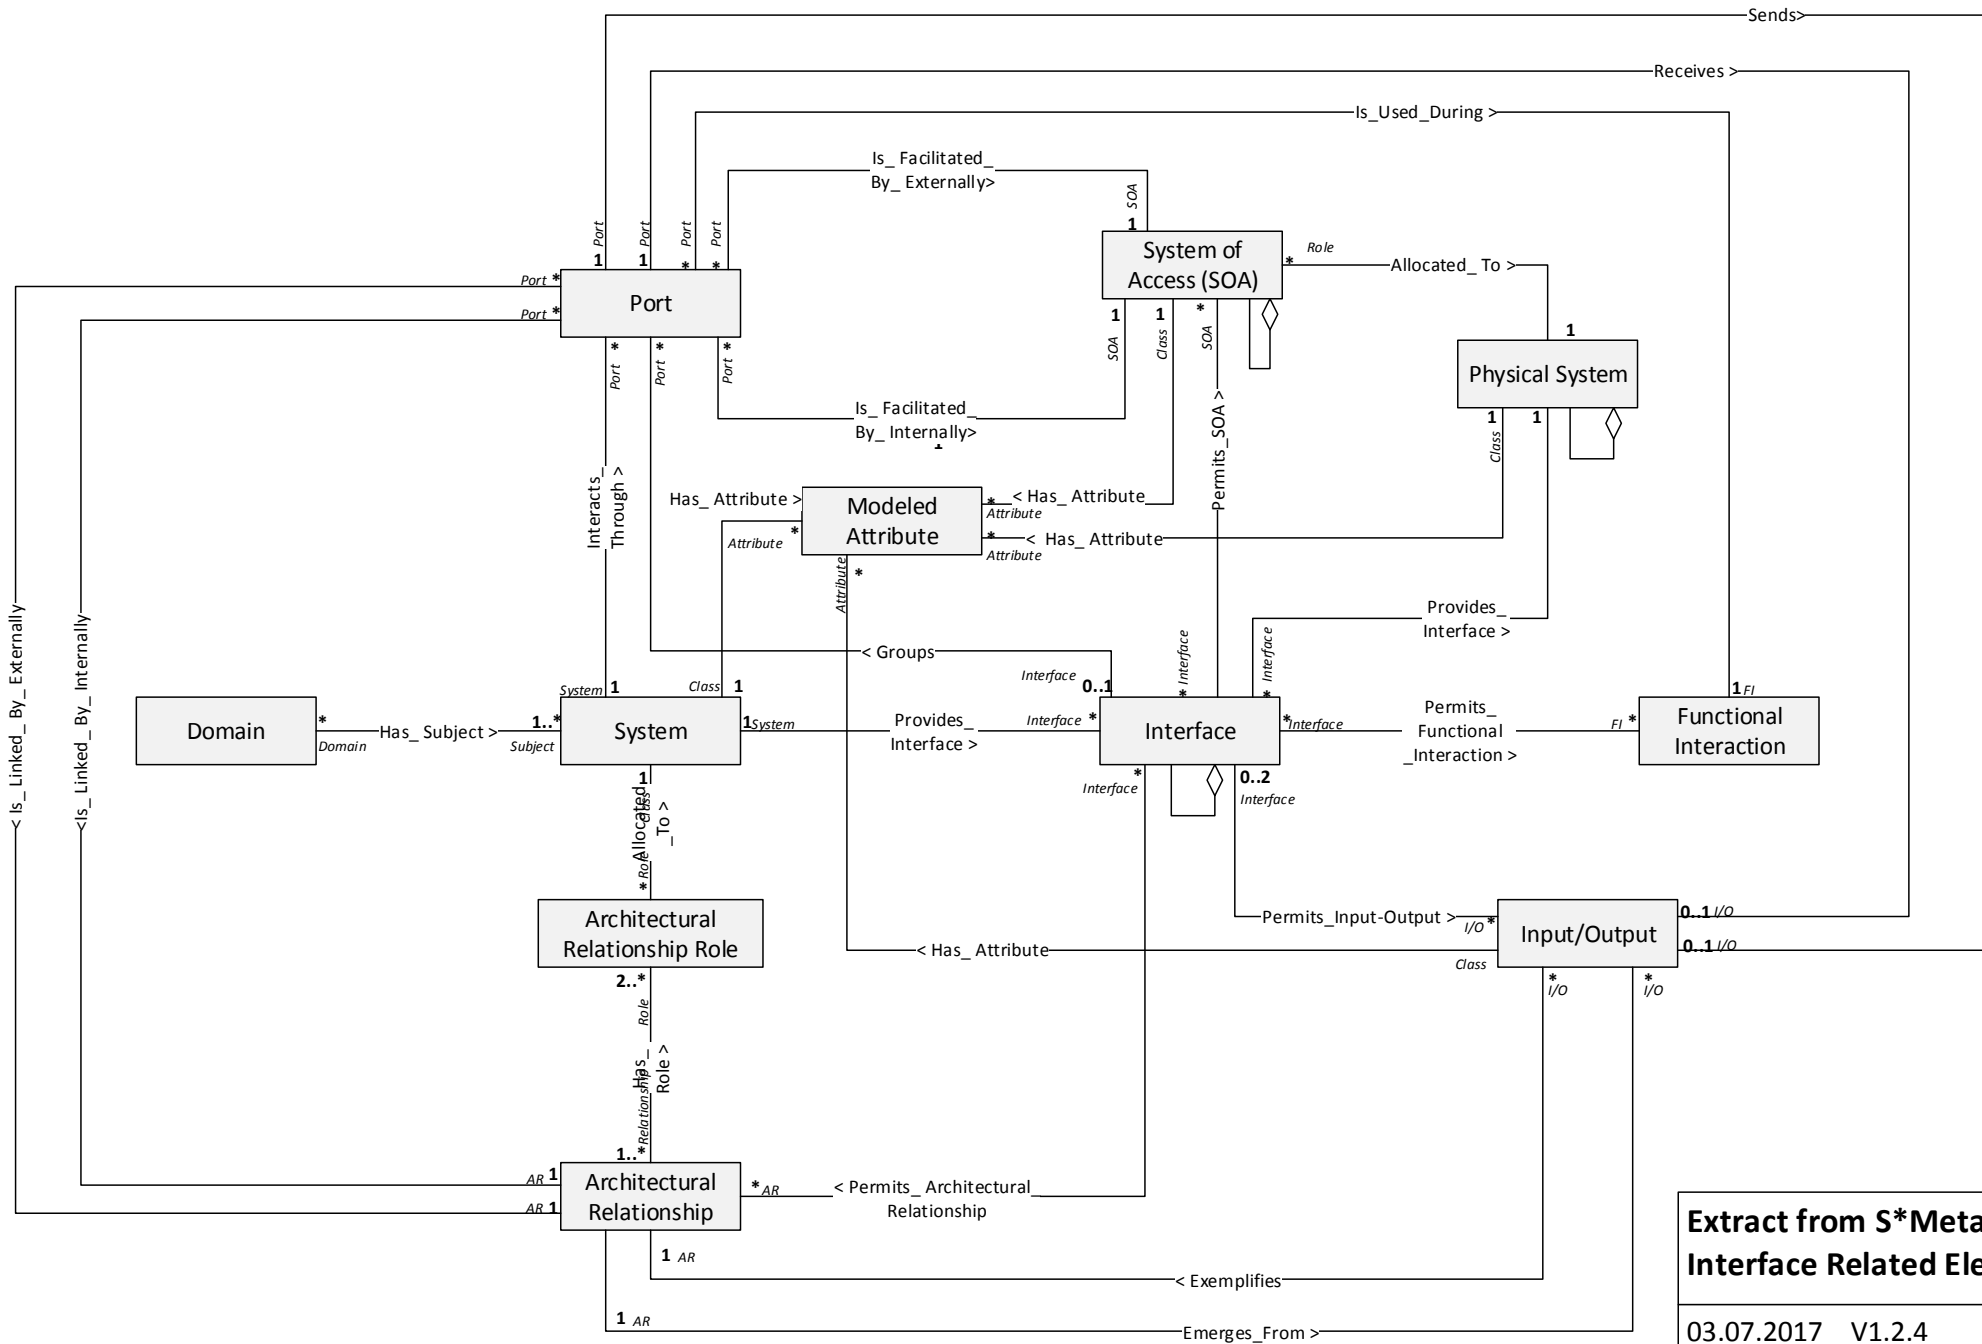 Sends>
Receives >
Is_Used_During >
Is_ Facilitated_
By_ Externally>
SOA
1
Port
Port
Port
Port
1
1
*
*
System of
Access (SOA)
*
Role
Allocated_ To >
Port *
Port *
Port
1
SOA
1
Class
*
SOA
1
Physical System
*
Port
*
Port
*
Port
Is_ Facilitated_
By_ Internally>
1
Class
1
Permits_SOA >
Interacts_
Through >
Has_ Attribute >
*
Attribute
Modeled
Attribute
*
Attribute
< Has_ Attribute
*
Attribute
< Has_ Attribute
Attribute
*
Provides_
Interface >
< Groups
Interface
0..1
Interface
*
Interface
*
< Is_ Linked_ By_ Externally
<Is_ Linked_ By_ Internally
System
1
Class
1
1 FI
Domain
*
Domain
Has_ Subject >
1..*
Subject
System
1
System
Provides_
Interface >
Interface
*
Interface
*
Interface
Permits_
Functional
_Interaction >
FI
*
Functional
Interaction
1
Class
Allocated
_To >
Role
*
*
Interface
0..2
Interface
Architectural
Relationship Role
Permits_Input-Output >
I/O
*
Input/Output
0..1 I/O
0..1 I/O
< Has_ Attribute
Class
2..*
Role
*
I/O
*
I/O
Has_
Role >
Relationship
1..*
AR 1
AR 1
Architectural
Relationship
* AR
< Permits_ Architectural_
Relationship
1 AR
< Exemplifies
1 AR
Emerges_From >
Extract from S*Meta
Interface Related Ele
03.07.2017 V1.2.4